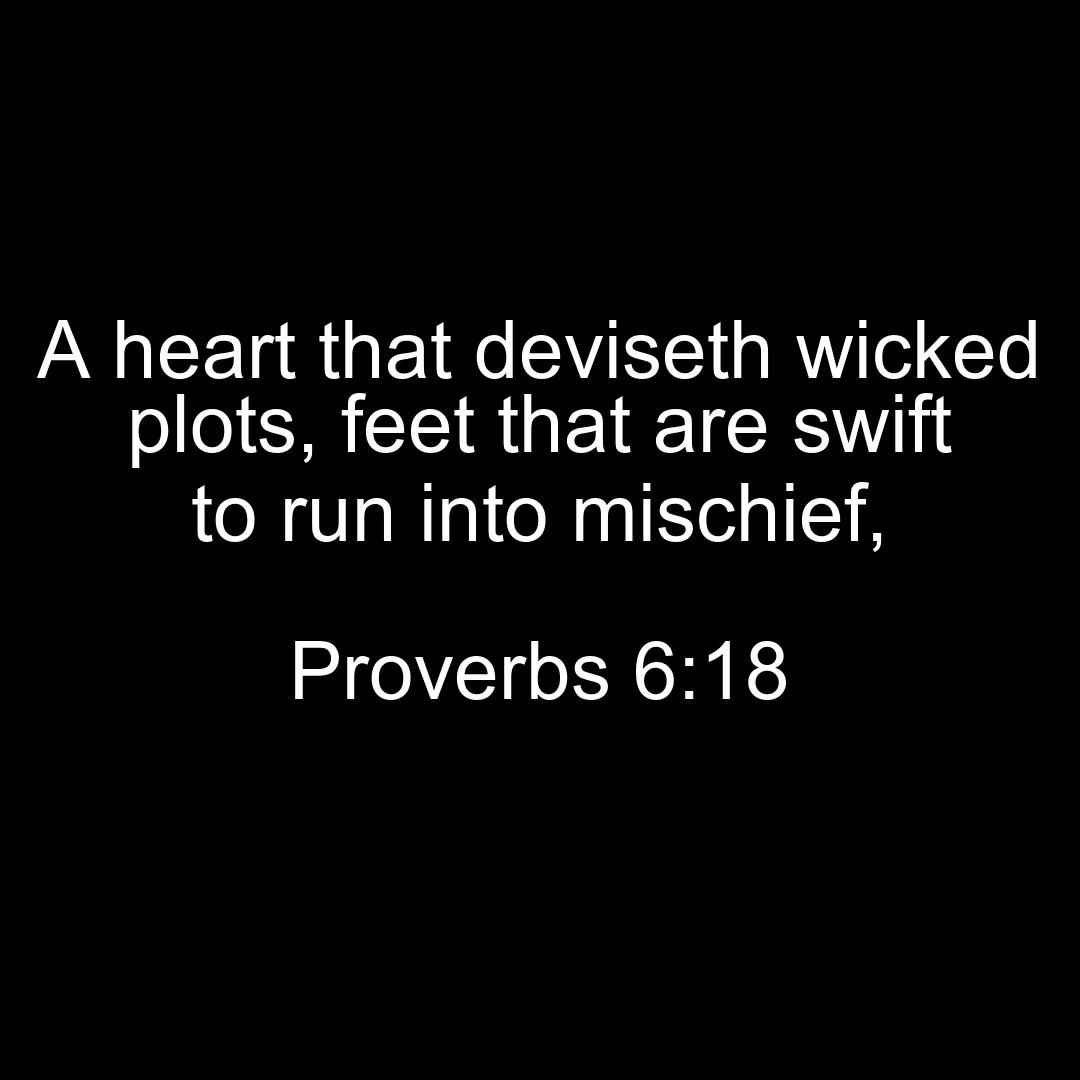 A heart that deviseth wicked
plots, feet that are swift
to run into mischief,
Proverbs 6:18